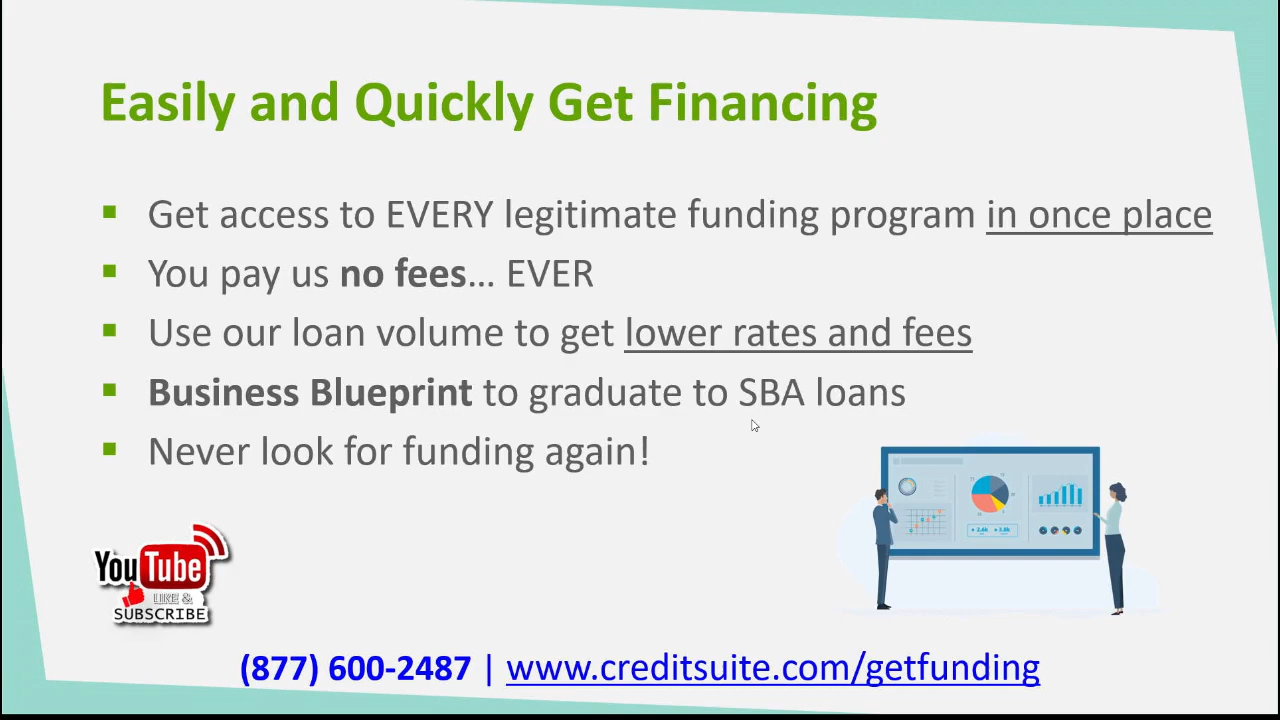 Easily and Quickly Get Financing
Get access to EVERY legitimate funding program in once place
You pay us no fees... EVER
Use our loan volume to get lower rates and fees
Business Blueprint to graduate to SBA loans
Never look for funding again!
YouTube
LIKE &
SUBSCRIBE
(877) 600-2487 | www.creditsuite.com/getfunding